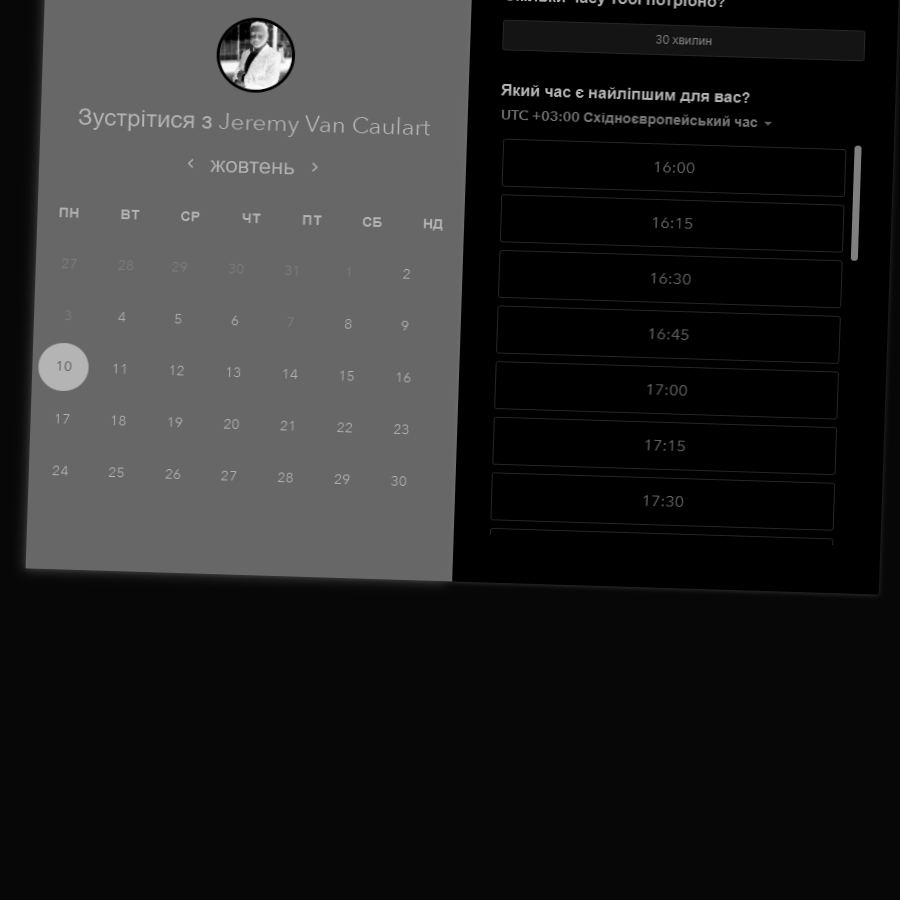 Зустрітися з Jeremy Van Caulart
жовтень
ПН ВТ СР ЧТ ПТ СБ НД
27 28 29 30 31 1 2
3 4 5 6 7 8 9
10 11 12 13 14 15 16
17 18 19 20 21 22 23
24 25 26 27 28 29 30
часу тобі потрібно?
30 хвилин
Який час є найліпшим для вас?
UTC +03:00 Східноєвропейський час
16:00
16:15
16:30
16:45
17:00
17:15
17:30